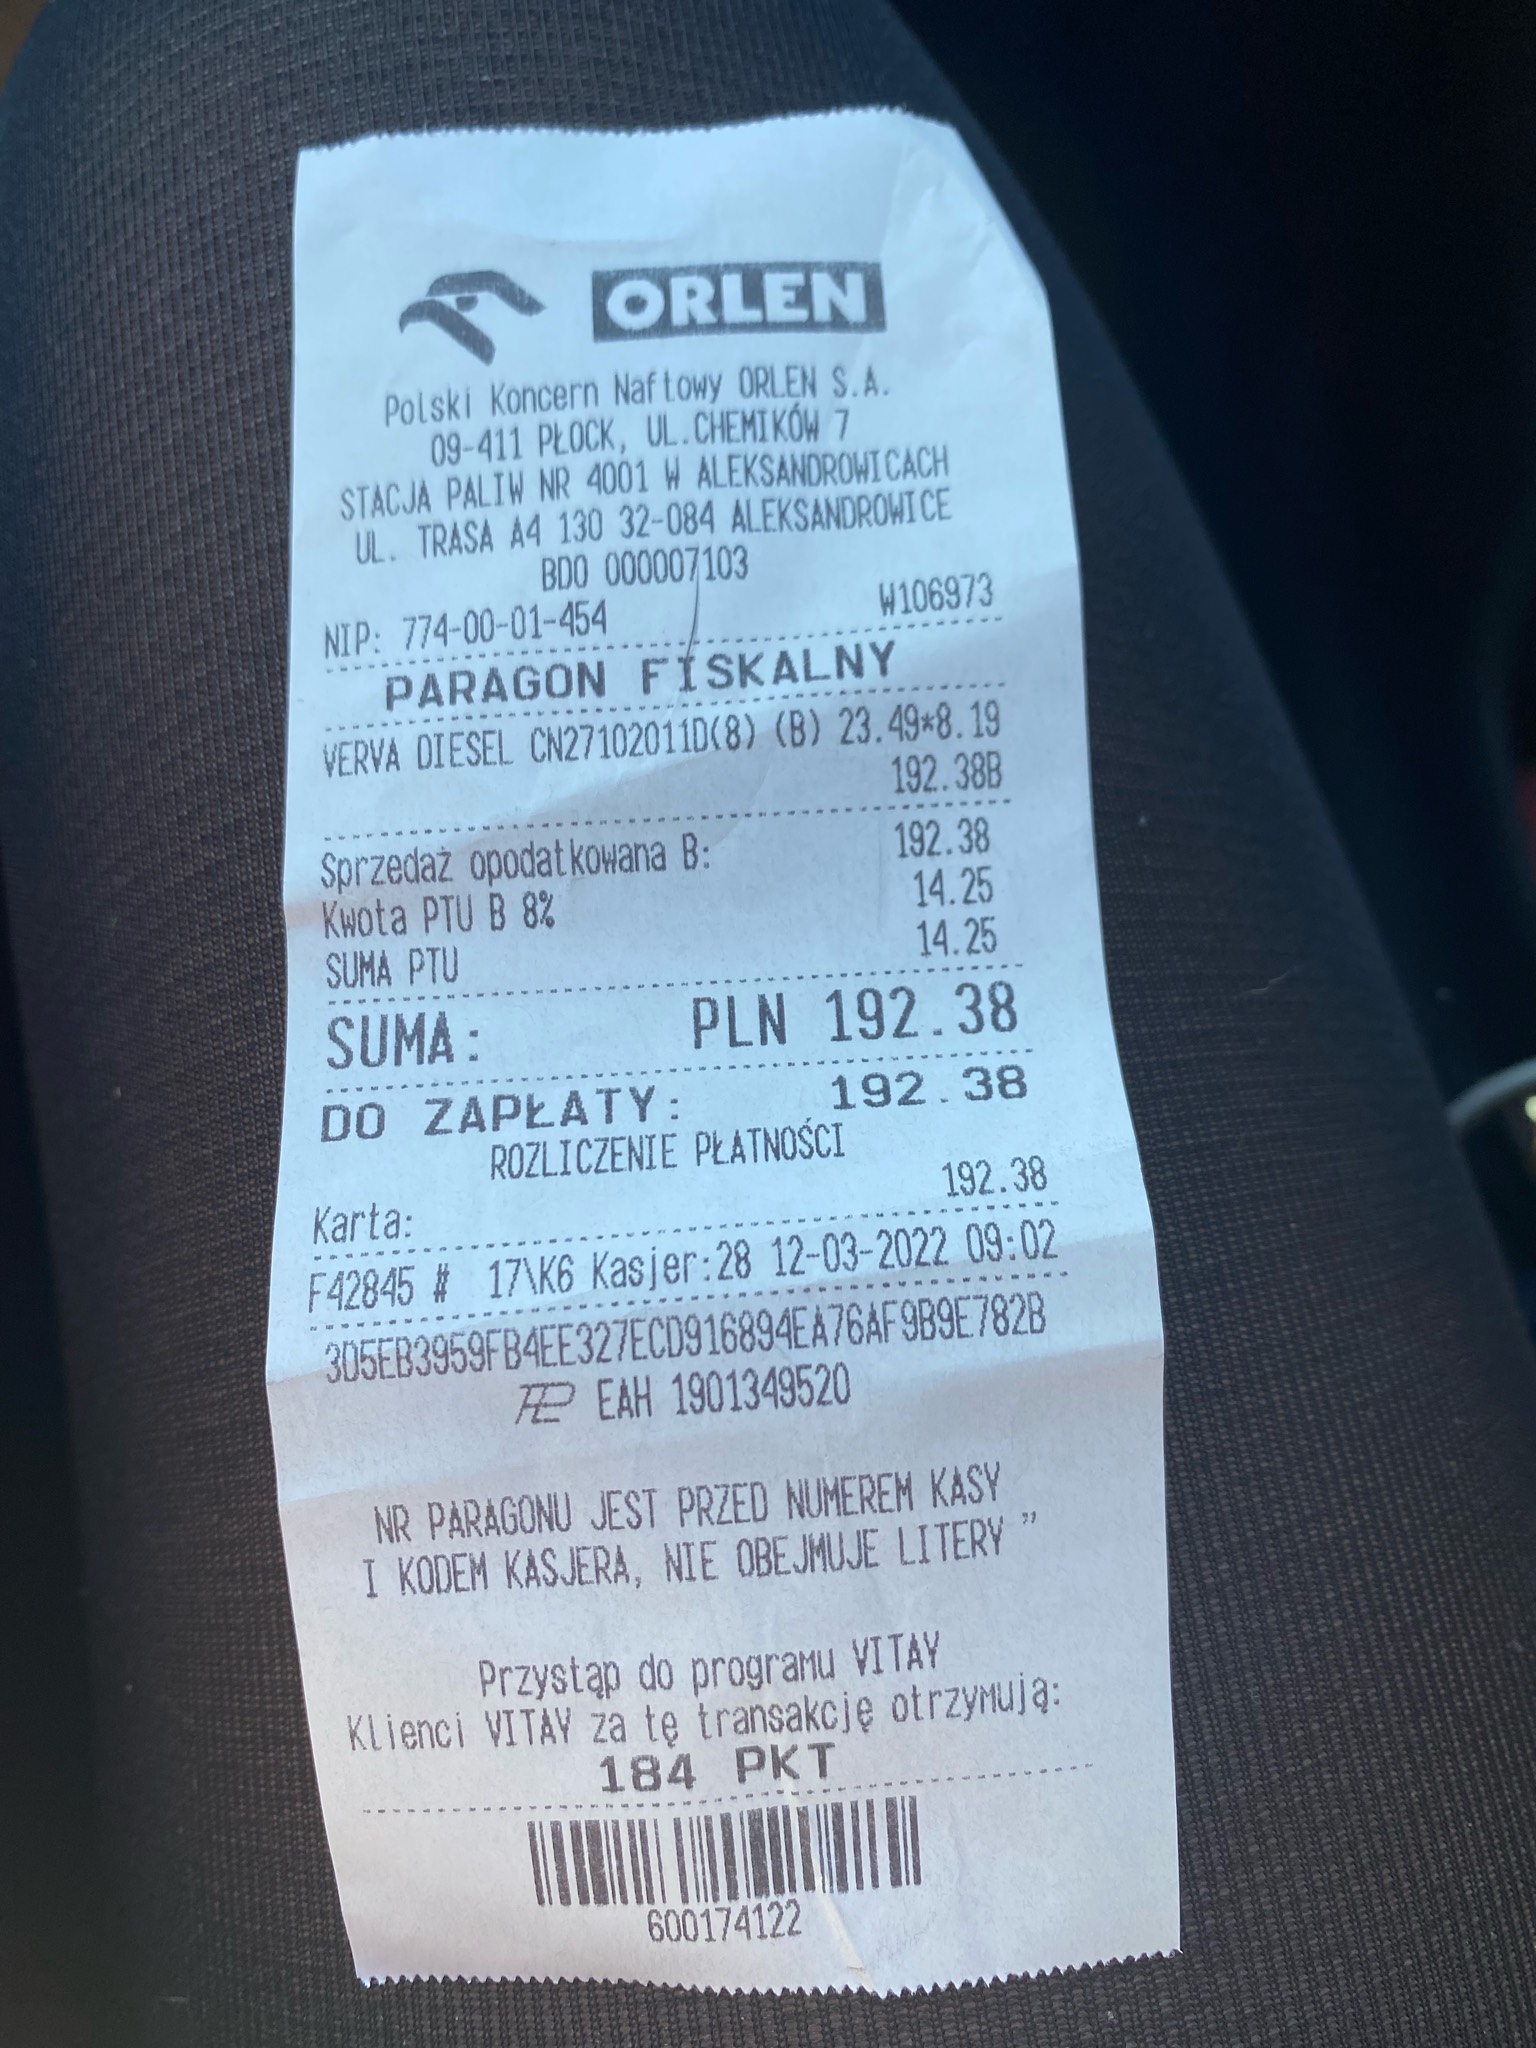 ORLEN
Polski Koncern Naftowy ORLEN S.A.
09-411 PŁOCK, UL.CHEMIKÓW 7
STACJA PALIW NR 4001 W ALEKSANDROWICACH
UL. TRASA A4 130 32-084 ALEKSANDROWICE
BDO 000007103
NIP: 774-00-01-454 W106973
PARAGON FISKALNY
VERVA DIESEL CN27102011D(8) (B) 23.49*8.19
192.38B
Sprzedaż opodatkowana B: 192.38
Kwota PTU B 8% 14.25
SUMA PTU 14.25
SUMA: PLN 192.38
DO ZAPŁATY: 192.38
ROZLICZENIE PŁATNOŚCI
Karta: 192.38
F42845 # 17\K6 Kasjer:28 12-03-2022 09:02
3D5EB3959FB4EE327ECD916894EA76AF9B9E782B
EAH 1901349520
NR PARAGONU JEST PRZED NUMEREM KASY
I KODEM KASJERA, NIE OBEJMUJE LITERY "
Przystąp do programu VITAY
Klienci VITAY za tę transakcję otrzymują:
184 PKT
600174122